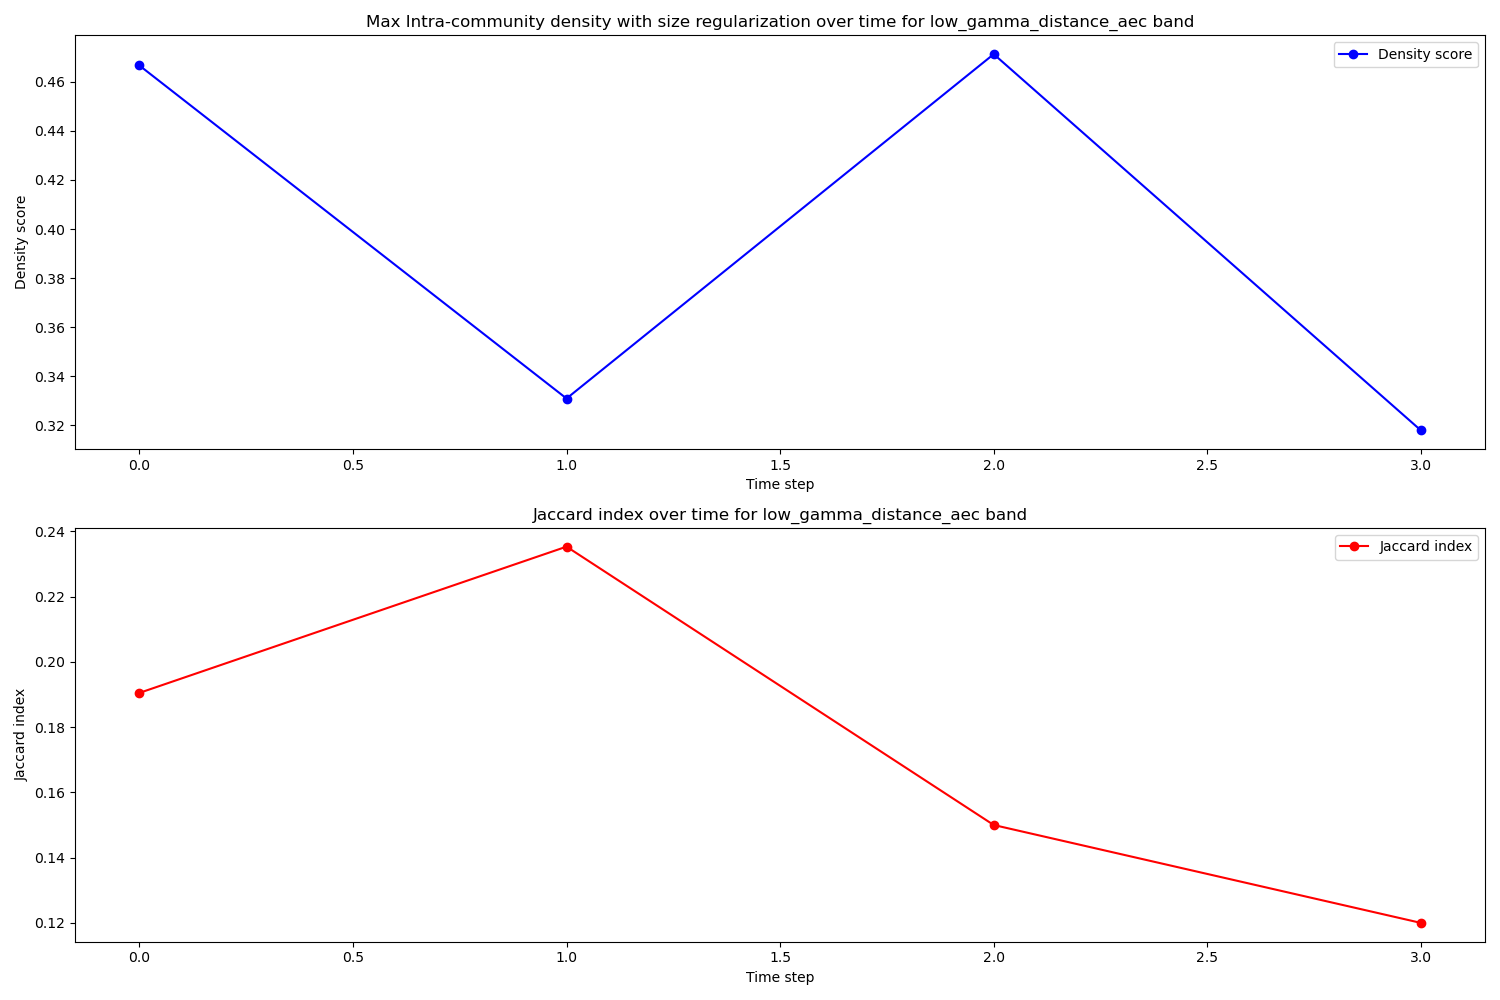 Max Intra-community density with size regularization over time for low_gamma_distance_aec band
Density score
0.46
0.44
0.42
0.40
0.38
0.36
0.34
0.32
Density score
0.0 0.5 1.0 1.5 2.0 2.5 3.0
Time step
Jaccard index over time for low_gamma_distance_aec band
Jaccard index
0.24
0.22
0.20
0.18
0.16
0.14
0.12
Jaccard index
0.0 0.5 1.0 1.5 2.0 2.5 3.0
Time step